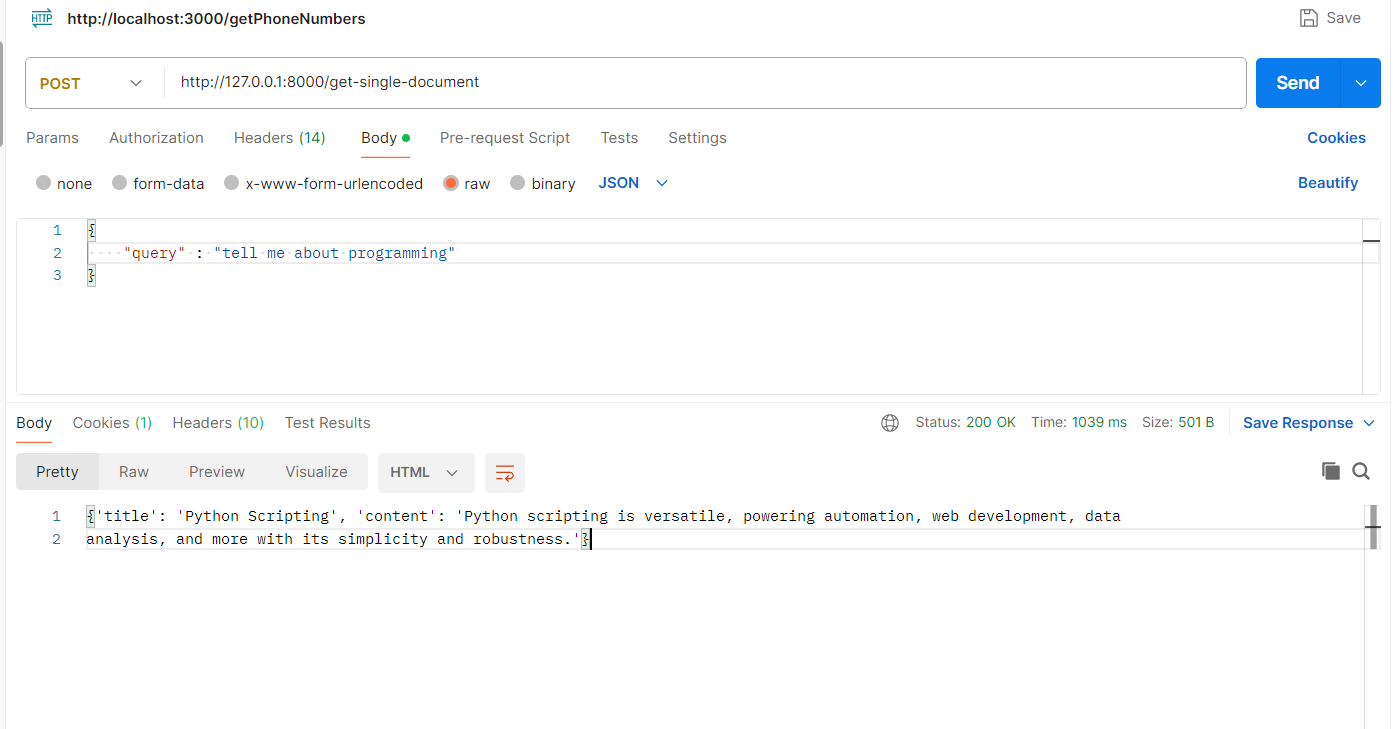 HTTP http://localhost:3000/getPhoneNumbers Save
POST http://127.0.0.1:8000/get-single-document Send
Params Authorization Headers (14) Body Pre-request Script Tests Settings Cookies
none form-data x-www-form-urlencoded raw binary JSON Beautify
1 {
2 "query" : "tell me about programming"
3 }
Body Cookies (1) Headers (10) Test Results Status: 200 OK Time: 1039 ms Size: 501 B Save Response
Pretty Raw Preview Visualize HTML
1 {'title': 'Python Scripting', 'content': 'Python scripting is versatile, powering automation, web development, data
2 analysis, and more with its simplicity and robustness.'}